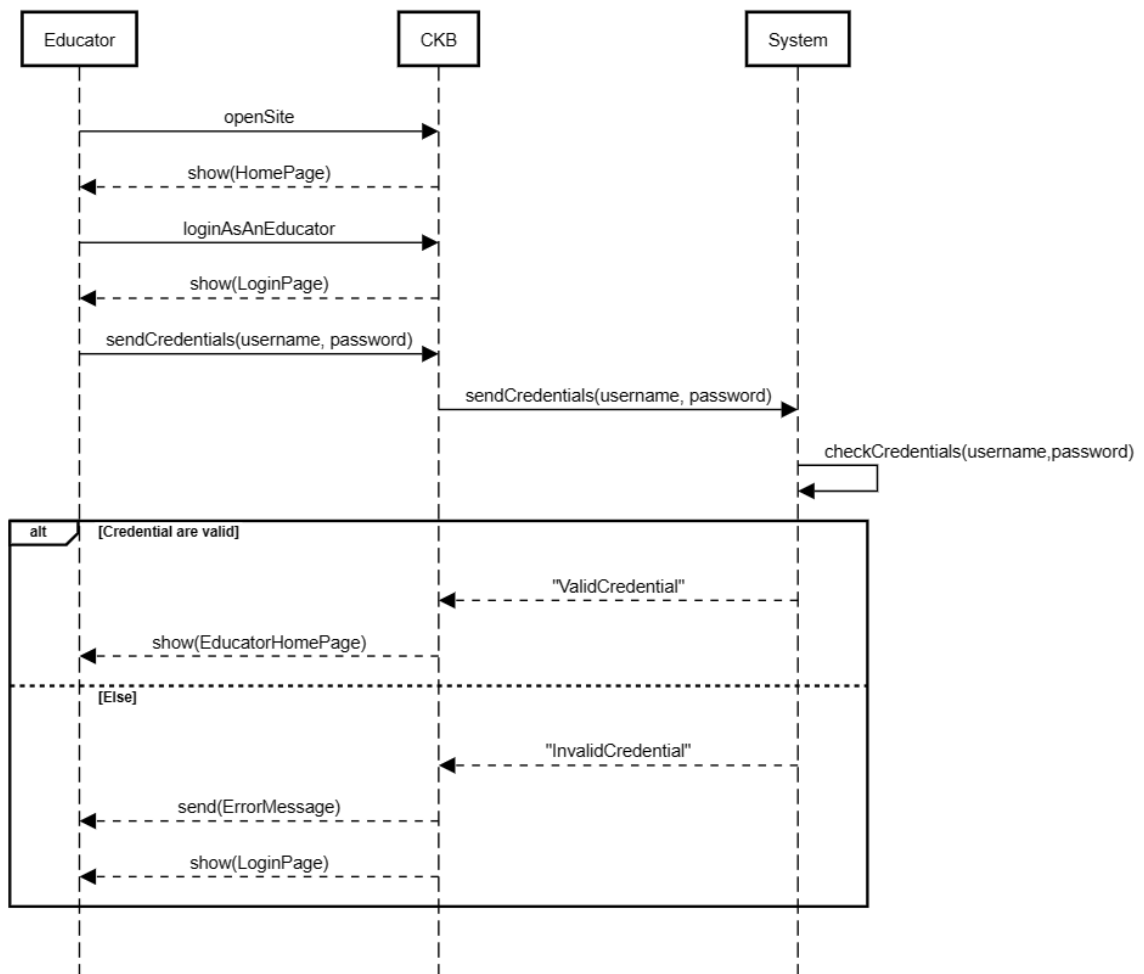 Educator
CKB
System
openSite
show(HomePage)
loginAsAnEducator
show(LoginPage)
sendCredentials(username, password)
sendCredentials(username, password)
checkCredentials(username,password)
alt
[Credential are valid]
"ValidCredential"
show(EducatorHomePage)
[Else]
"InvalidCredential"
send(ErrorMessage)
show(LoginPage)